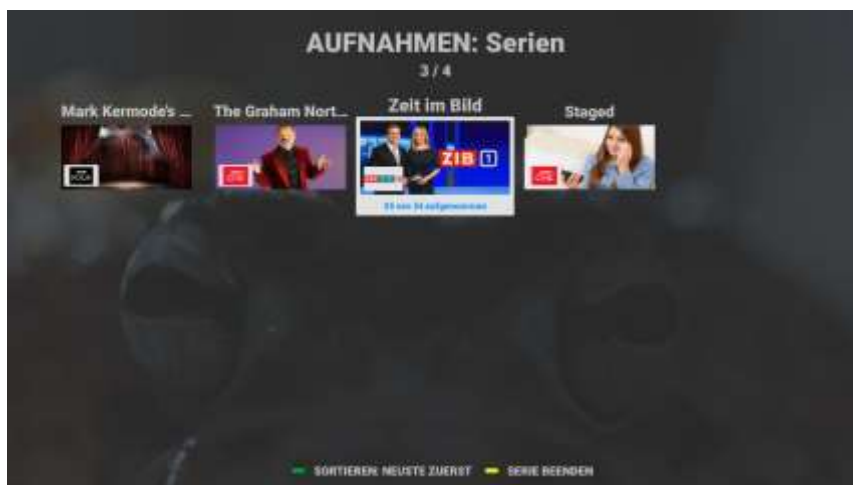 AUFNAHMEN: Serien
3 / 4
Mark Kermode's ...
The Graham Nort...
Zeit im Bild
Staged
ZIB 1
aufgenommen
SORTIEREN: NEUSTE ZUERST
SERIE BEENDEN